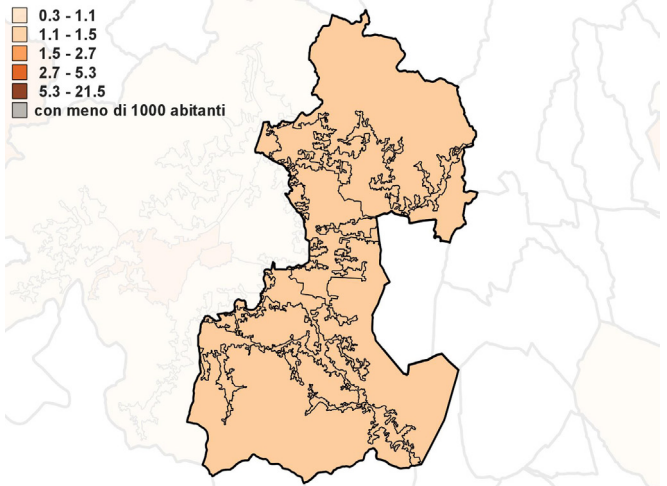 0.3 - 1.1
1.1 - 1.5
1.5 - 2.7
2.7 - 5.3
5.3 - 21.5
con meno di 1000 abitanti